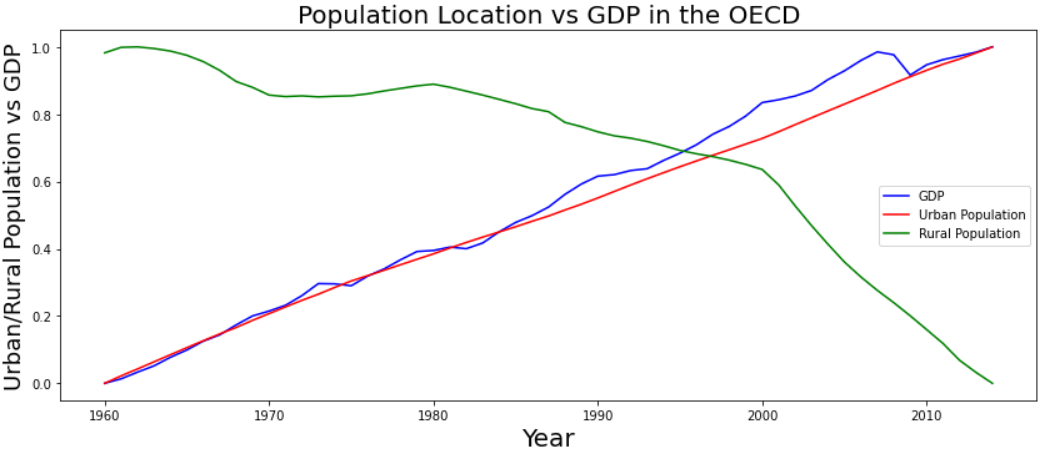 Population Location vs GDP in the OECD
Urban/Rural Population vs GDP
1.0
0.8
0.6
0.4
0.2
0.0
GDP
Urban Population
Rural Population
1960 1970 1980 1990 2000 2010
Year